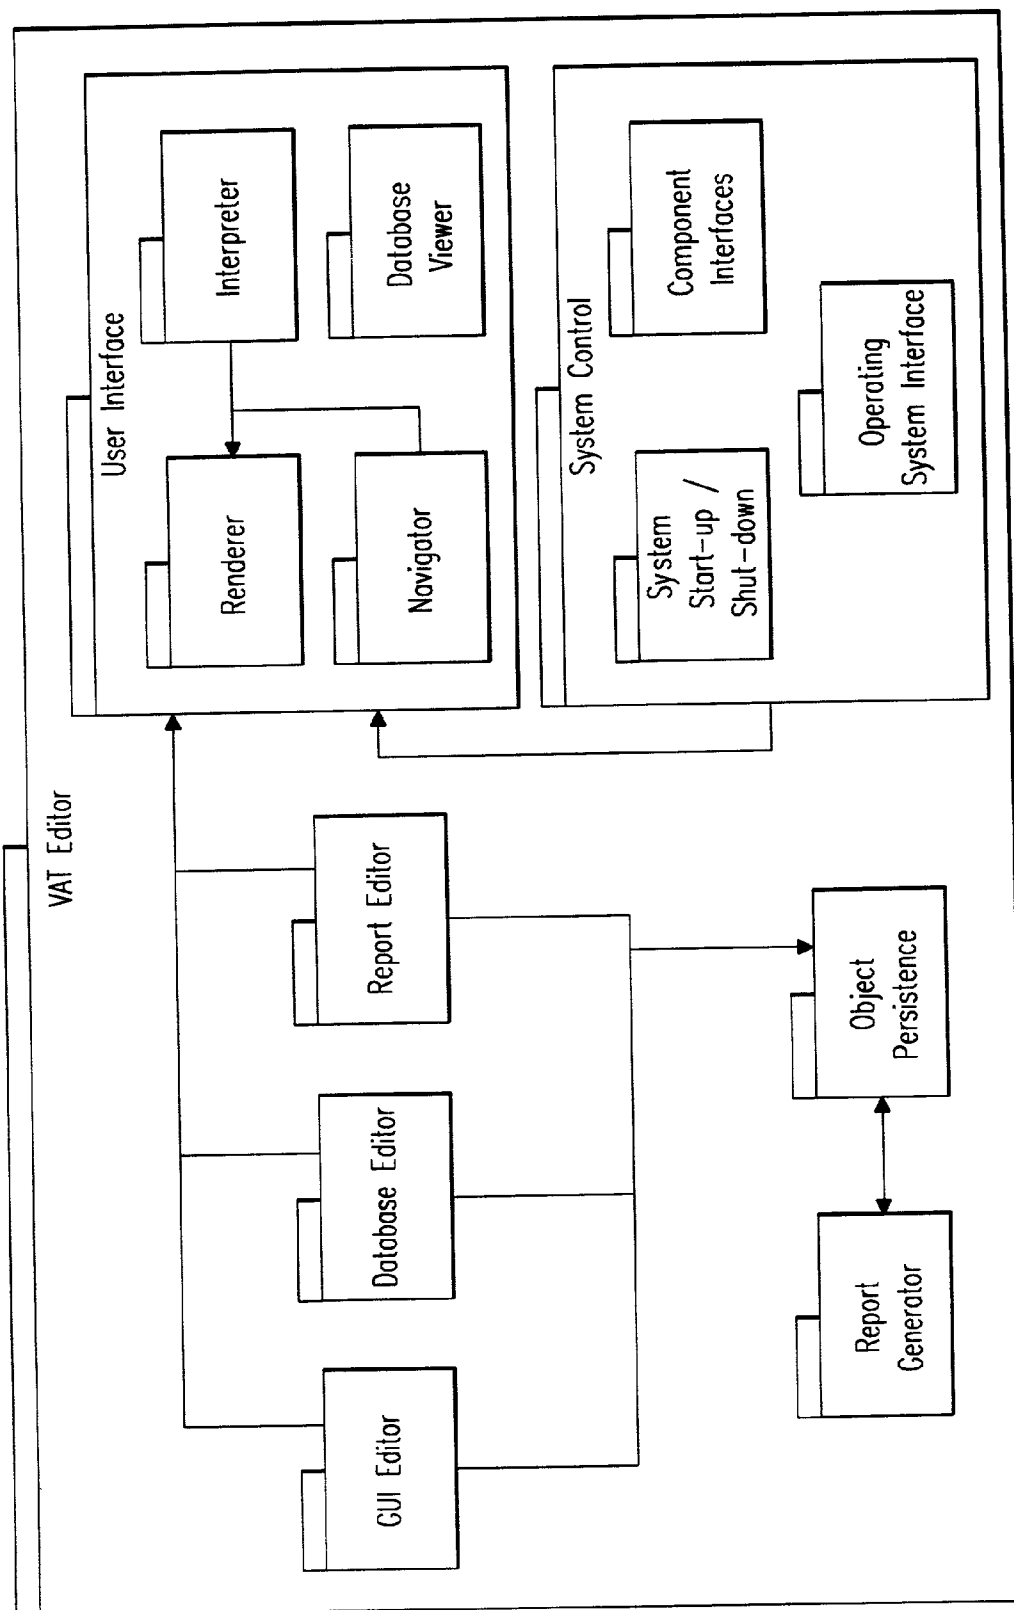 VAT Editor
User Interface
Renderer
Interpreter
Navigator
Database
Viewer
GUI Editor
Database Editor
Report Editor
System Control
System
Start-up /
Shut-down
Component
Interfaces
Operating
System Interface
Report
Generator
Object
Persistence